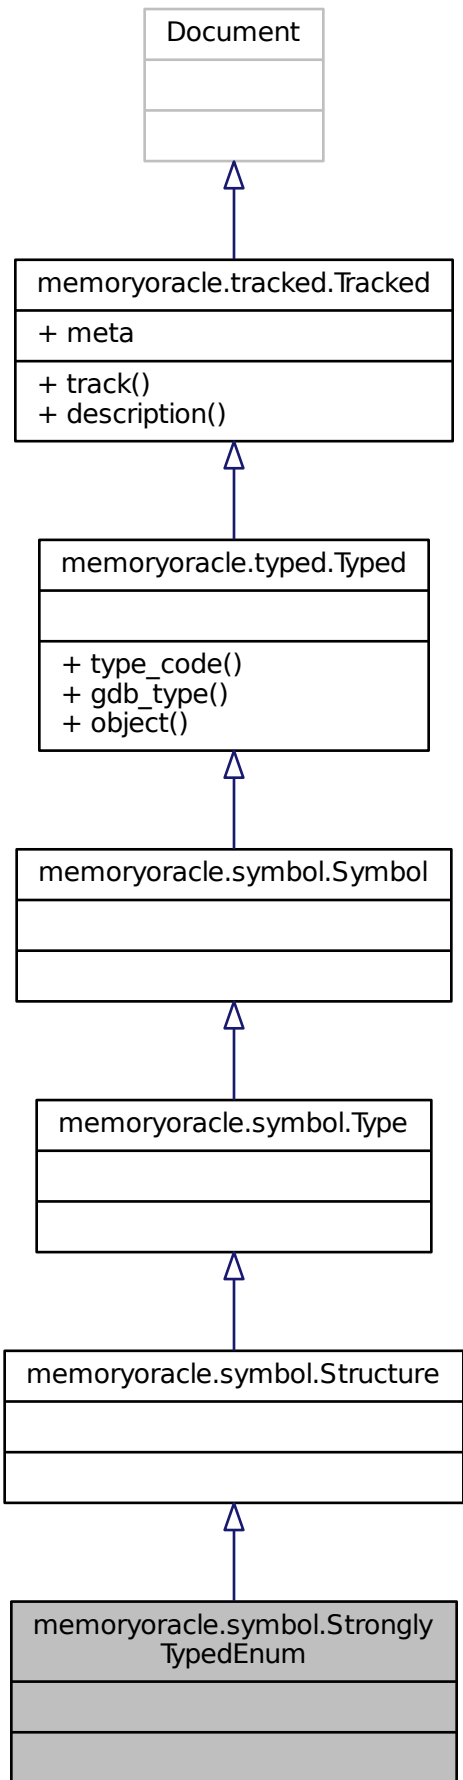 Document
memoryoracle.tracked.Tracked
+ meta
+ track()
+ description()
memoryoracle.typed.Typed
+ type_code()
+ gdb_type()
+ object()
memoryoracle.symbol.Symbol
memoryoracle.symbol.Type
memoryoracle.symbol.Structure
memoryoracle.symbol.Strongly
TypedEnum